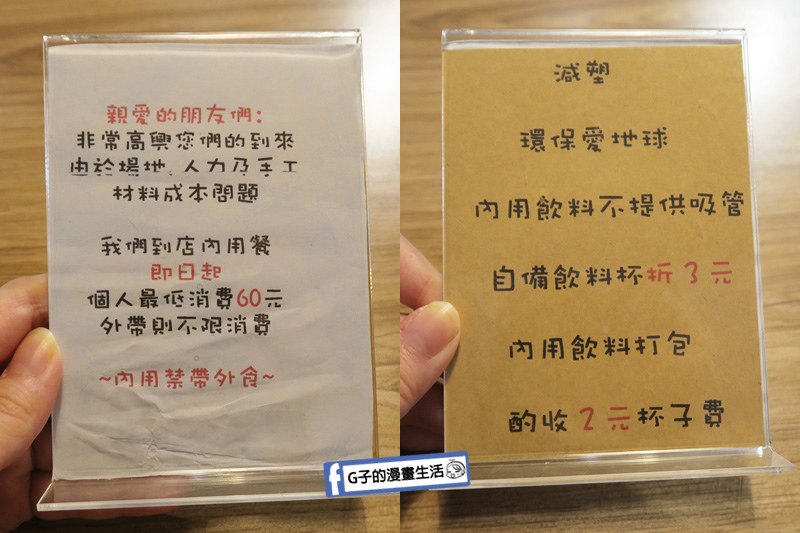 親愛的朋友們:
非常高興您們的到來
由於場地、人力及手工
材料成本問題
我們到店內用餐
即日起
個人最低消費60元
外帶則不限消費
~內用禁帶外食~
減塑
環保愛地球
內用飲料不提供吸管
自備飲料杯折3元
內用飲料打包
酌收2元杯子費
f G子的漫畫生活